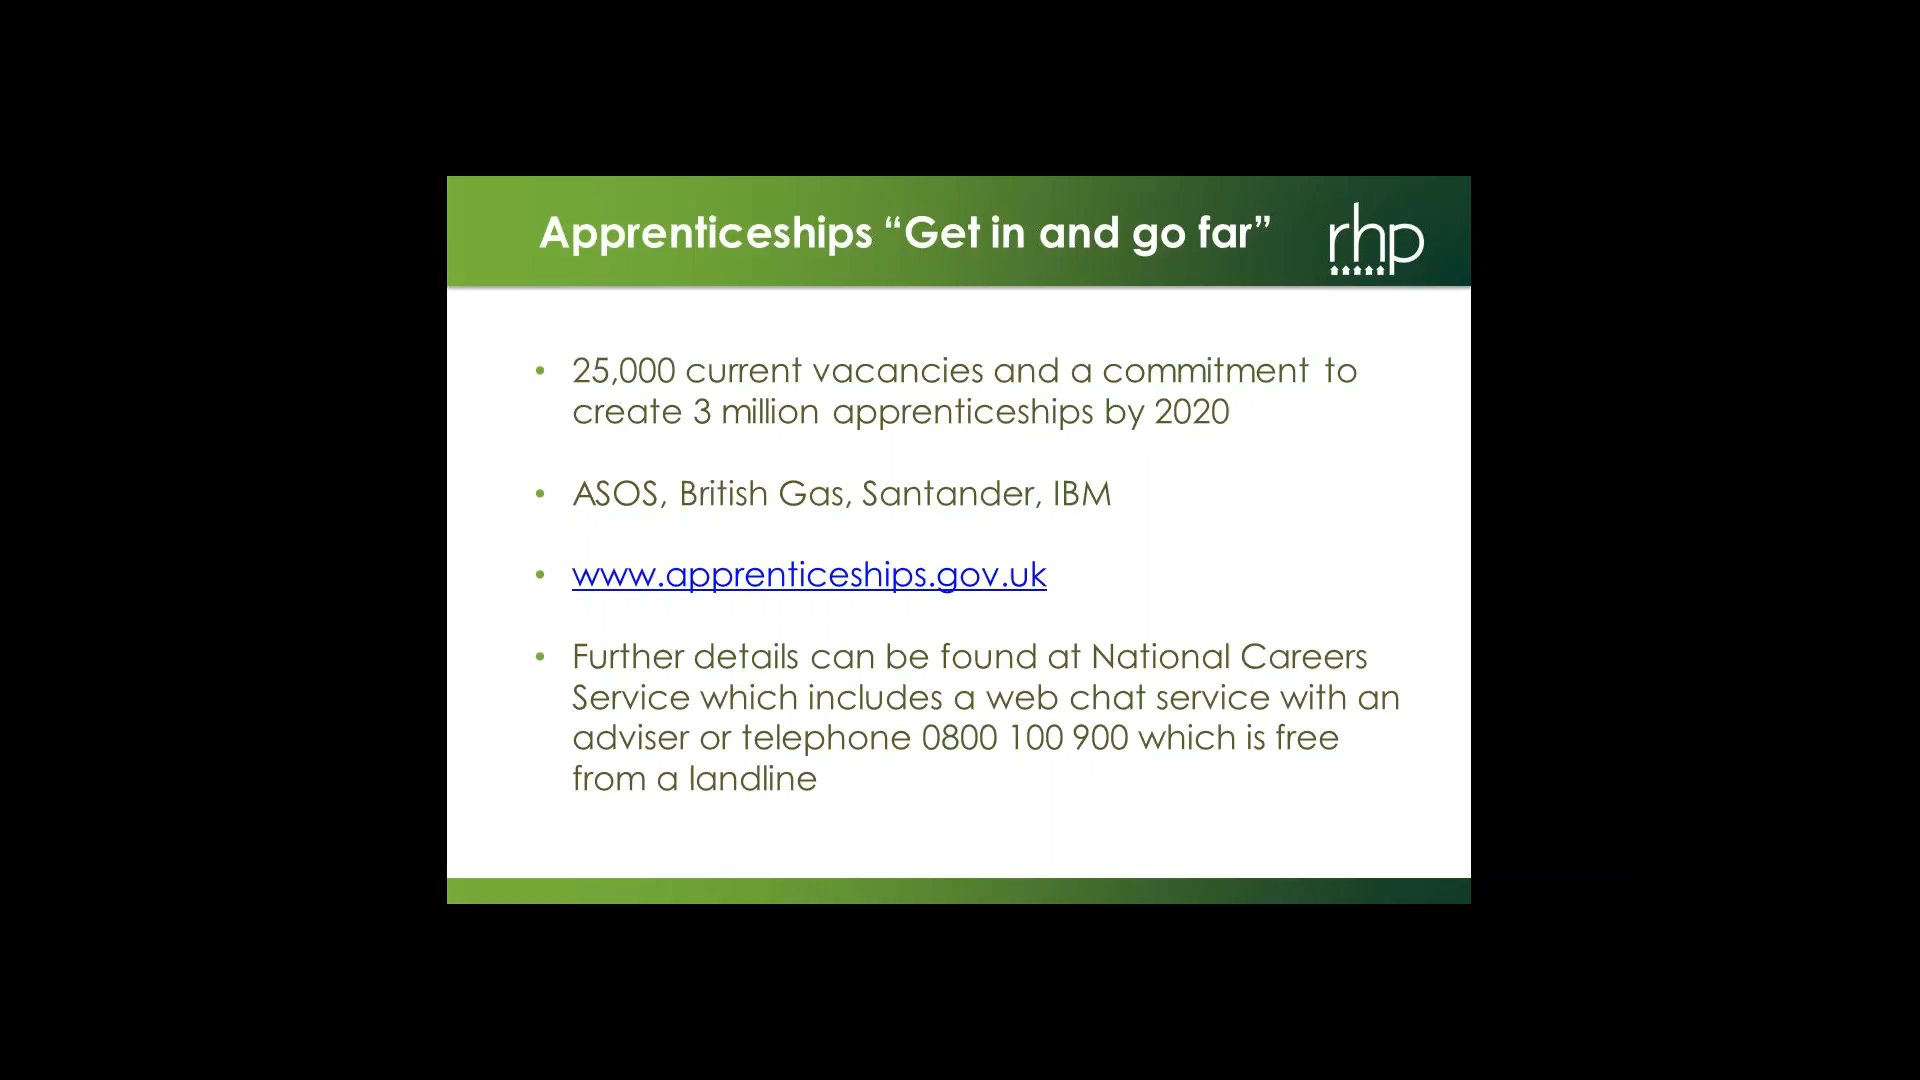 Apprenticeships “Get in and go far”
rhp
• 25,000 current vacancies and a commitment to
create 3 million apprenticeships by 2020
• ASOS, British Gas, Santander, IBM
• www.apprenticeships.gov.uk
• Further details can be found at National Careers
Service which includes a web chat service with an
adviser or telephone 0800 100 900 which is free
from a landline